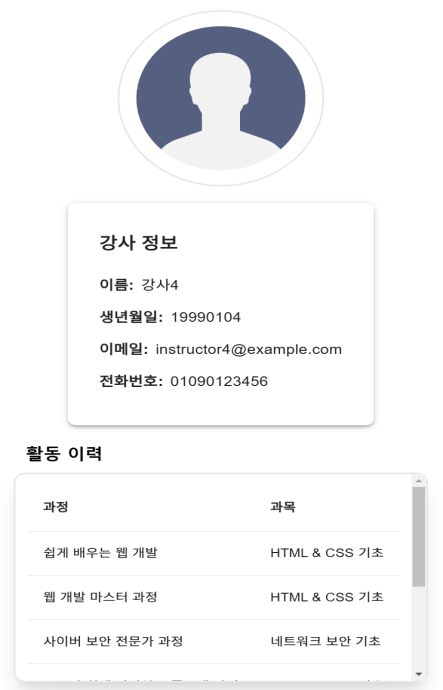 강사 정보
이름: 강사4
생년월일: 19990104
이메일: instructor4@example.com
전화번호: 01090123456
활동 이력
과정 과목
쉽게 배우는 웹 개발 HTML & CSS 기초
웹 개발 마스터 과정 HTML & CSS 기초
사이버 보안 전문가 과정 네트워크 보안 기초